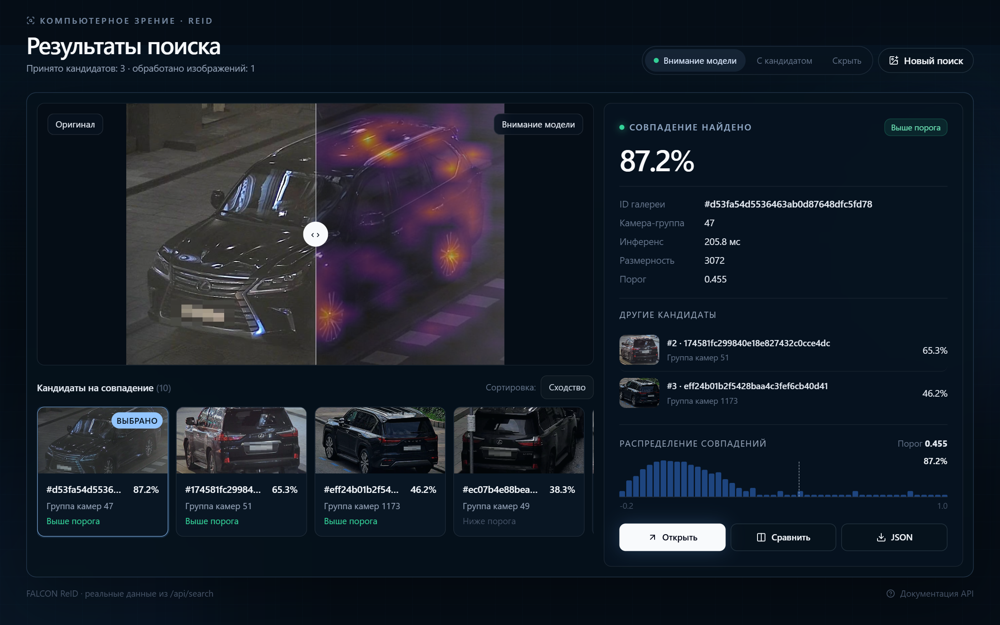 КОМПЬЮТЕРНОЕ ЗРЕНИЕ · REID
Результаты поиска
Принято кандидатов: 3 · обработано изображений: 1
Внимание модели
С кандидатом
Скрыть
Новый поиск
Оригинал
Внимание модели
Кандидаты на совпадение (10)
Сортировка:
Сходство
ВЫБРАНО
#d53fa54d5536... 87.2%
Группа камер 47
Выше порога
#174581fc29984... 65.3%
Группа камер 51
Выше порога
#eff24b01b2f54... 46.2%
Группа камер 1173
Выше порога
#ec07b4e88bea... 38.3%
Группа камер 49
Ниже порога
СОВПАДЕНИЕ НАЙДЕНО
Выше порога
87.2%
ID галереи #d53fa54d5536463ab0d87648dfc5fd78
Камера-группа 47
Инференс 205.8 мс
Размерность 3072
Порог 0.455
ДРУГИЕ КАНДИДАТЫ
#2 · 174581fc299840e18e827432c0cce4dc
Группа камер 51
65.3%
#3 · eff24b01b2f5428baa4c3fef6cb40d41
Группа камер 1173
46.2%
РАСПРЕДЕЛЕНИЕ СОВПАДЕНИЙ
Порог 0.455
87.2%
-0.2
1.0
Открыть
Сравнить
JSON
FALCON ReID · реальные данные из /api/search
Документация API